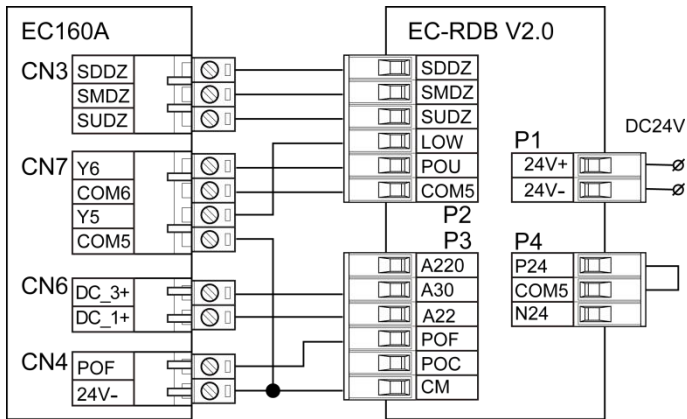 EC160A
CN3
SDDZ
SMDZ
SUDZ
CN7
Y6
COM6
Y5
COM5
CN6
DC_3+
DC_1+
CN4
POF
24V-
EC-RDB V2.0
SDDZ
SMDZ
SUDZ
LOW
POU
COM5
P2
P3
A220
A30
A22
POF
POC
CM
P1
24V+
24V-
DC24V
P4
P24
COM5
N24